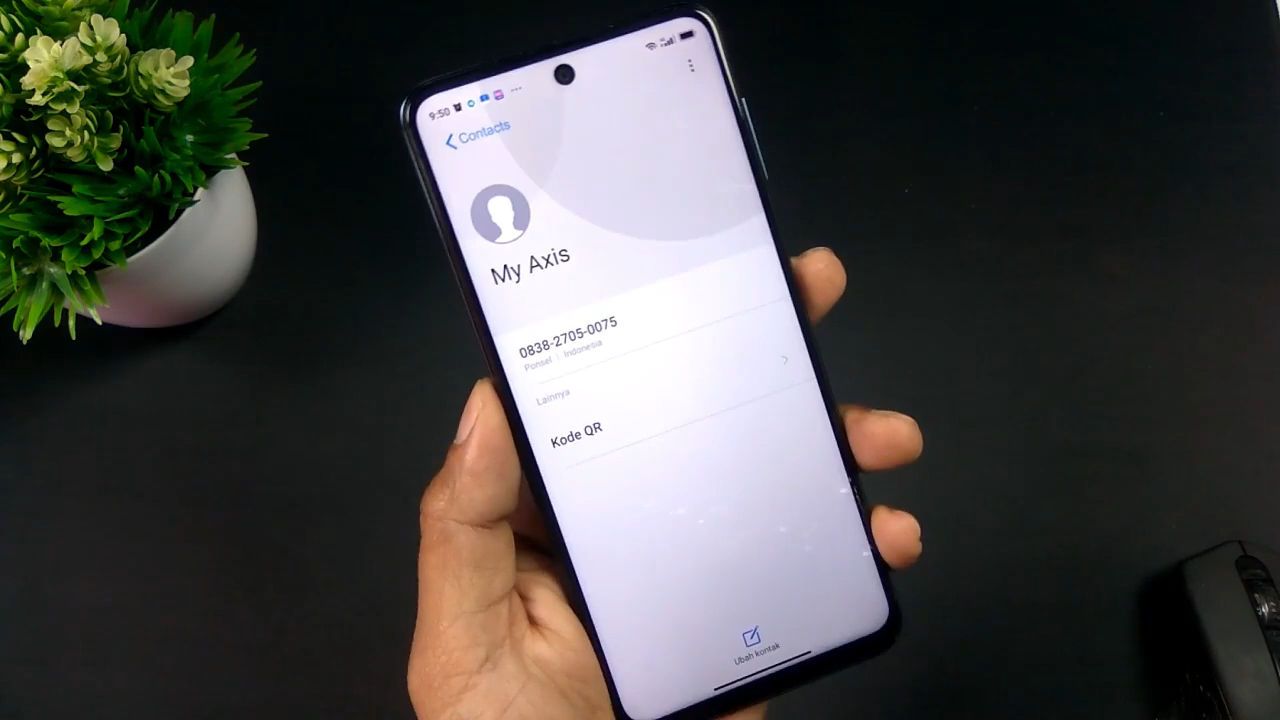 9:50
Contacts
My Axis
0838-2705-0075
Ponsel | Indonesia
Lainnya
Kode QR
Ubah kontak